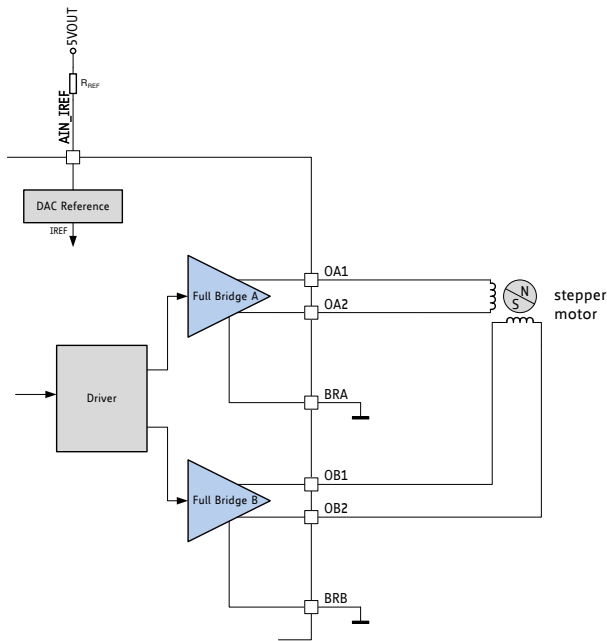 5VOUT
RREF
AIN_IREF
DAC Reference
IREF
Full Bridge A
OA1
OA2
N
S
stepper
motor
BRA
Driver
Full Bridge B
OB1
OB2
BRB